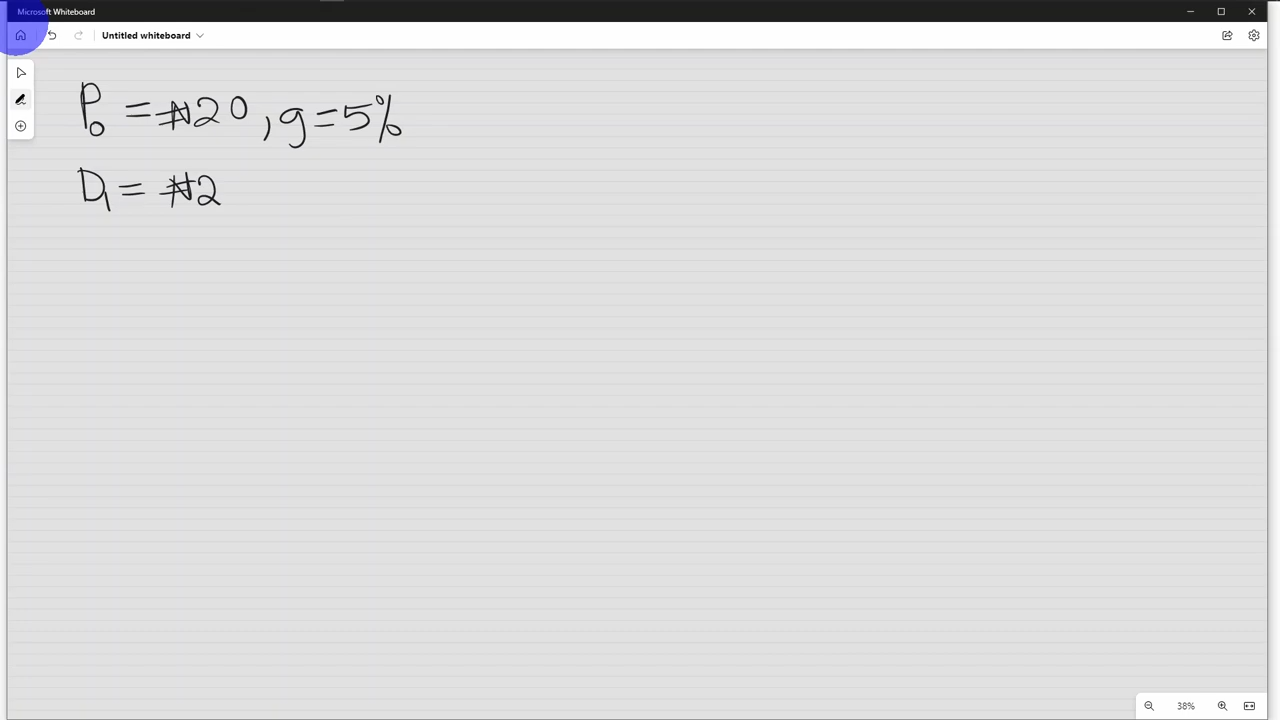 Microsoft Whiteboard
Untitled whiteboard
P₀ = ₦20, g = 5%
D₁ = ₦2
38%